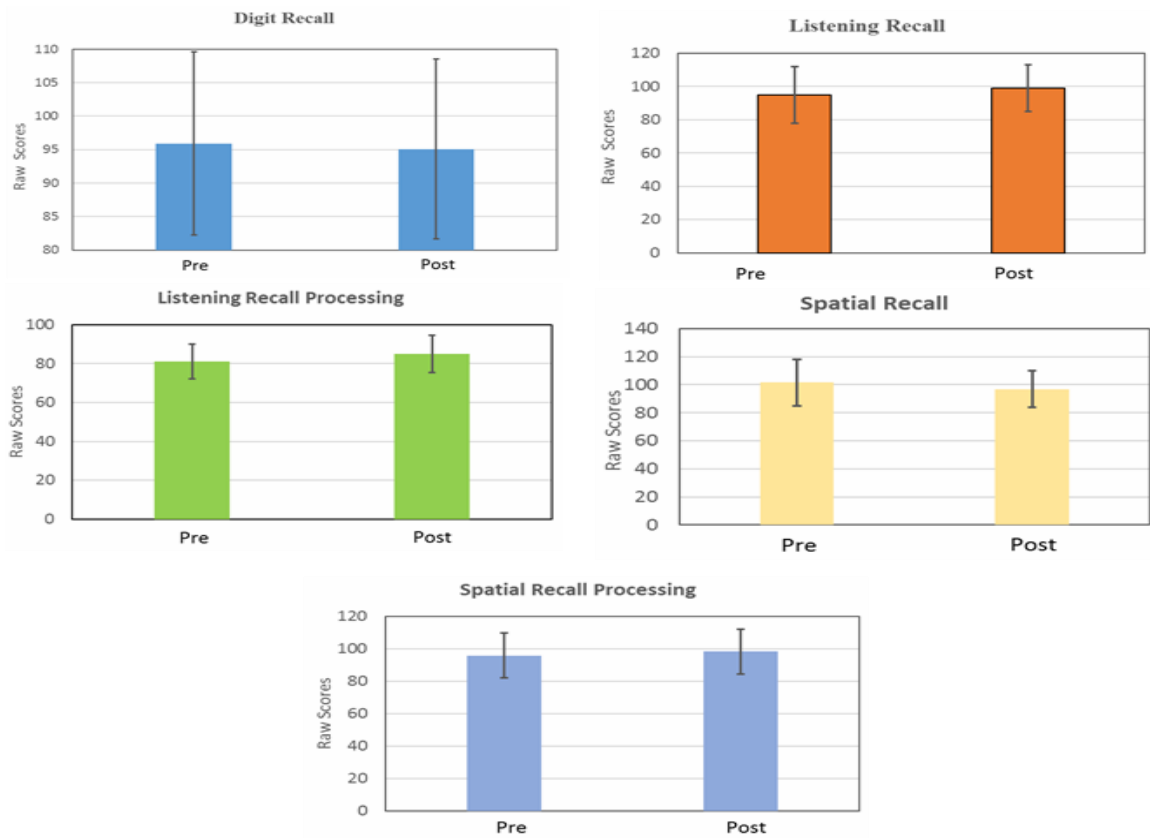 Digit Recall
Raw Scores
110
105
100
95
90
85
80
Pre Post
Listening Recall
Raw Scores
120
100
80
60
40
20
0
Pre Post
Listening Recall Processing
Raw Scores
100
80
60
40
20
0
Pre Post
Spatial Recall
Raw Scores
140
120
100
80
60
40
20
0
Pre Post
Spatial Recall Processing
Raw Scores
120
100
80
60
40
20
0
Pre Post